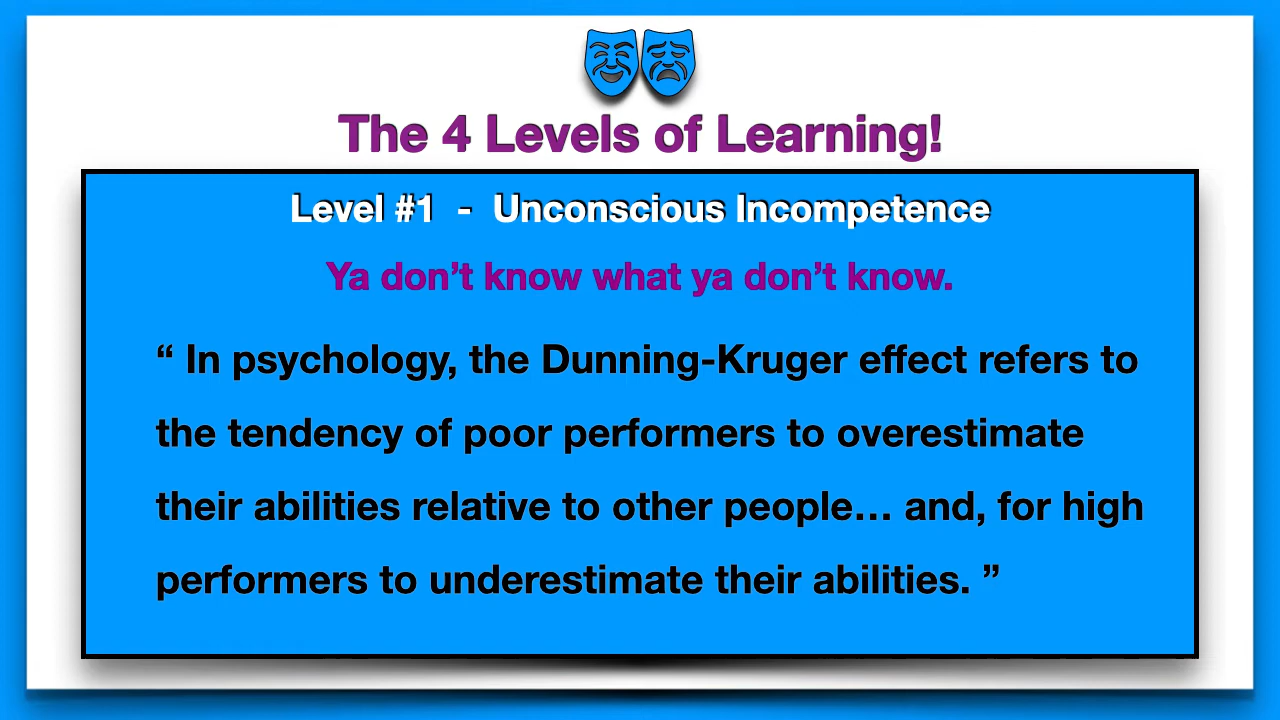 The 4 Levels of Learning!
Level #1 - Unconscious Incompetence
Ya don’t know what ya don’t know.
“ In psychology, the Dunning-Kruger effect refers to
the tendency of poor performers to overestimate
their abilities relative to other people… and, for high
performers to underestimate their abilities. ”